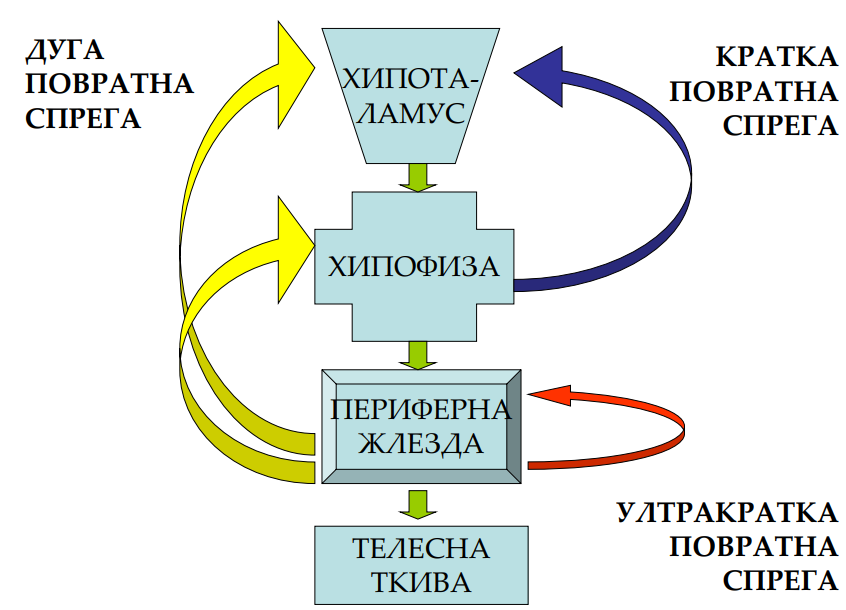 ДУГА
ПОВРАТНА
СПРЕГА
ХИПОТА-
ЛАМУС
КРАТКА
ПОВРАТНА
СПРЕГА
ХИПОФИЗА
ПЕРИФЕРНА
ЖЛЕЗДА
УЛТРАКРАТКА
ПОВРАТНА
СПРЕГА
ТЕЛЕСНА
ТКИВА